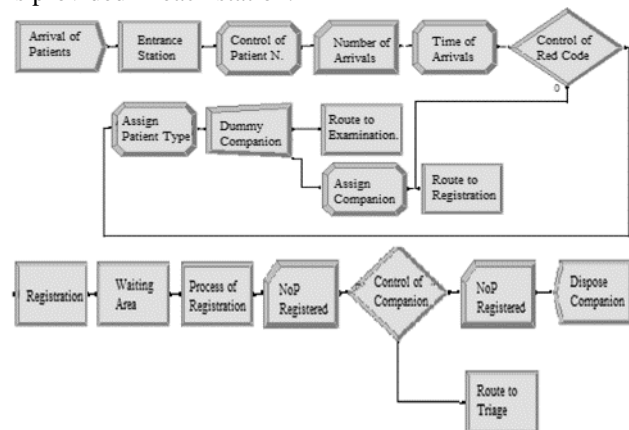 s provided
station.
Arrival of
Patients
Entrance
Station
Control of
Patient N.
Number of
Arrivals
Time of
Arrivals
Control of
Red Code
0
Assign
Patient Type
Dummy
Companion
Route to
Examination.
Assign
Companion
Route to
Registration
Registration
Waiting
Area
Process of
Registration
NoP
Registered
Control of
Companion
NoP
Registered
Dispose
Companion
Route to
Triage